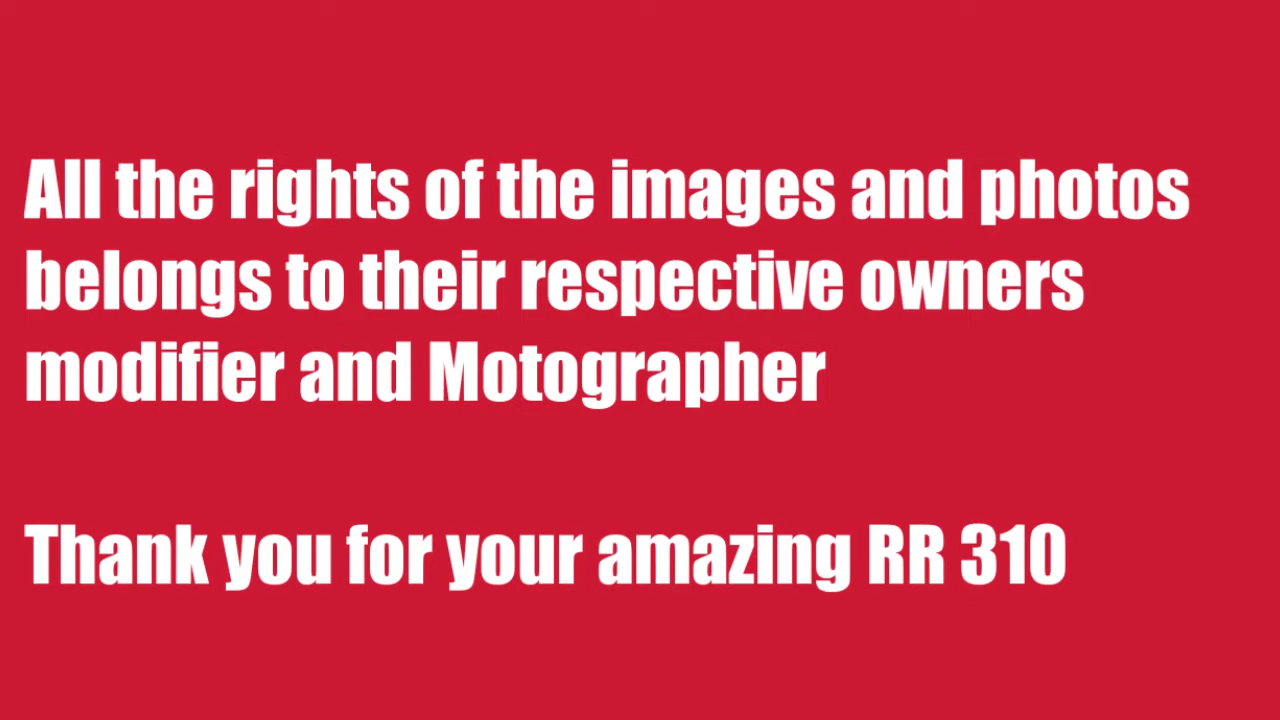 All the rights of the images and photos
belongs to their respective owners
modifier and Motographer
Thank you for your amazing RR 310